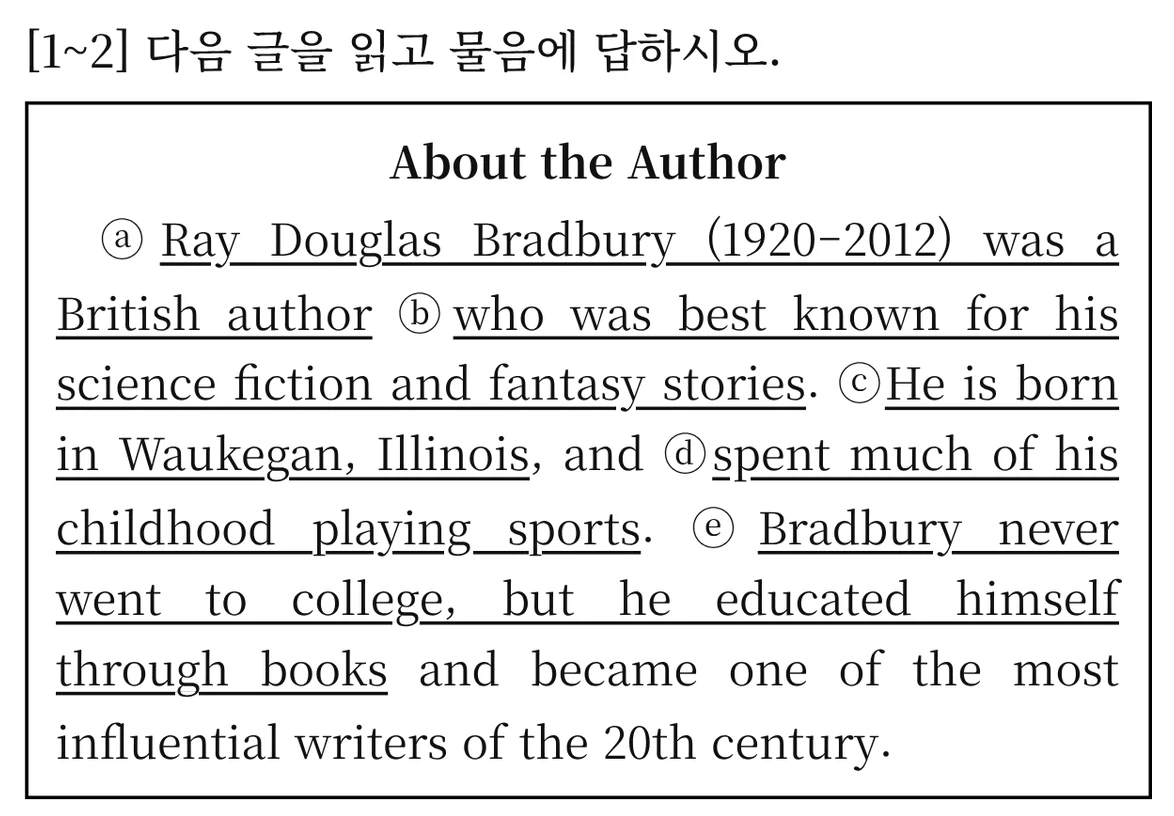 [1~2] 다음 글을 읽고 물음에 답하시오.
About the Author
ⓐ Ray Douglas Bradbury (1920−2012) was a
British author ⓑ who was best known for his
science fiction and fantasy stories. ⓒ He is born
in Waukegan, Illinois, and ⓓ spent much of his
childhood playing sports. ⓔ Bradbury never
went to college, but he educated himself
through books and became one of the most
influential writers of the 20th century.